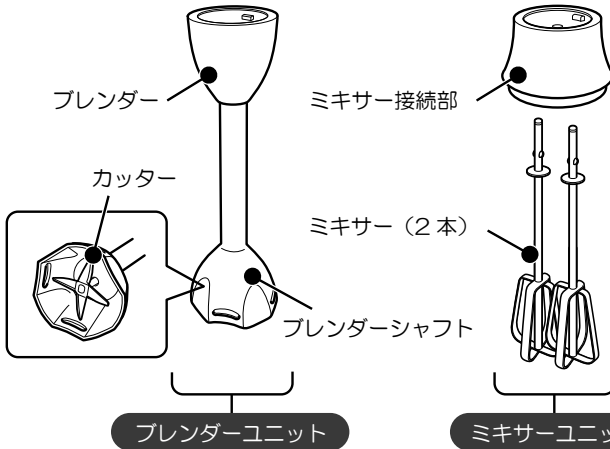 ブレンダー
ミキサー接続部
カッター
ミキサー（2 本）
ブレンダーシャフト
ブレンダーユニット
ミキサーユニッ